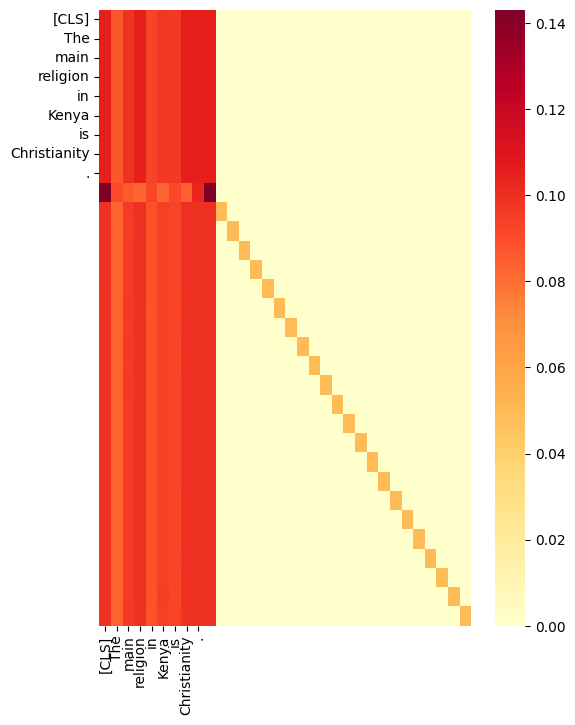 [CLS]
The
main
religion
in
Kenya
is
Christianity
.
0.14
0.12
0.10
0.08
0.06
0.04
0.02
0.00
[CLS]
The
main
religion
in
Kenya
is
Christianity
.